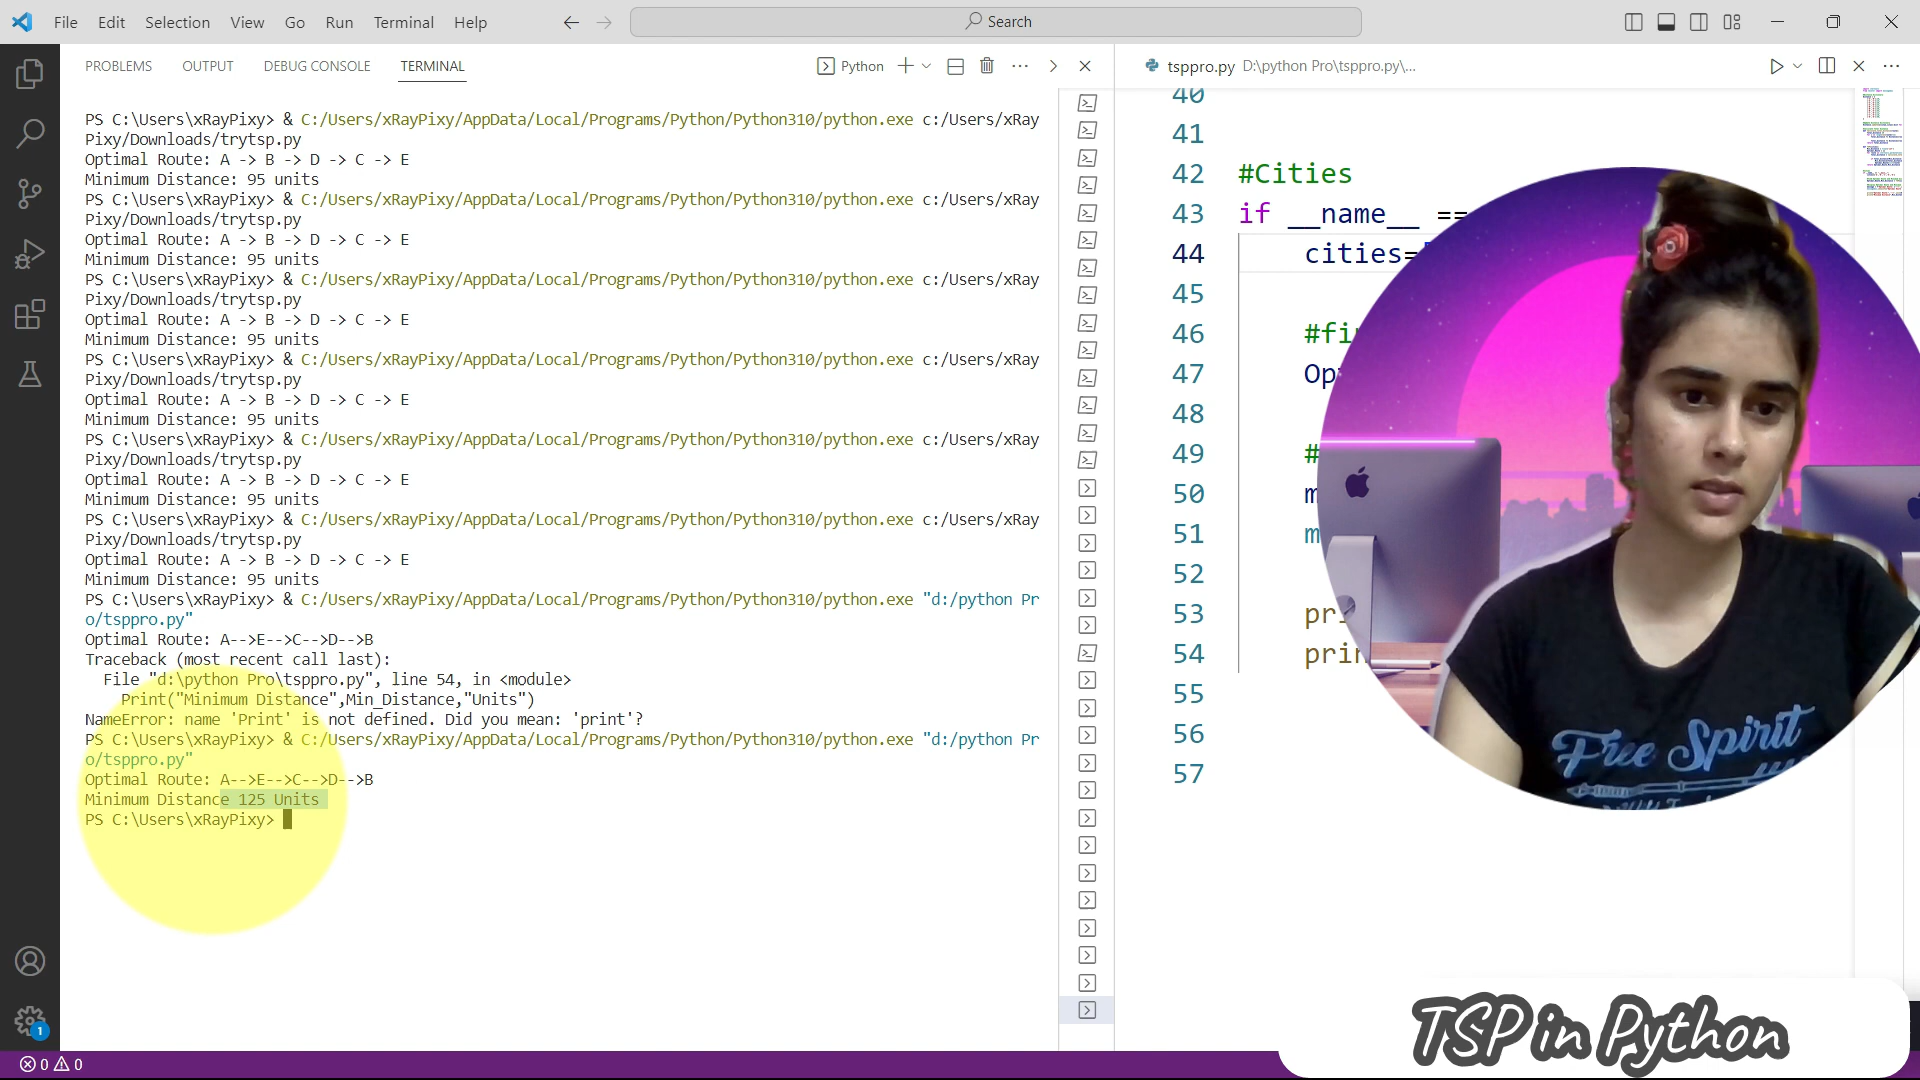 File Edit Selection View Go Run Terminal Help
Search
PROBLEMS OUTPUT DEBUG CONSOLE TERMINAL
Python
PS C:\Users\xRayPixy> & C:/Users/xRayPixy/AppData/Local/Programs/Python/Python310/python.exe c:/Users/xRay
Pixy/Downloads/trytsp.py
Optimal Route: A -> B -> D -> C -> E
Minimum Distance: 95 units
PS C:\Users\xRayPixy> & C:/Users/xRayPixy/AppData/Local/Programs/Python/Python310/python.exe c:/Users/xRay
Pixy/Downloads/trytsp.py
Optimal Route: A -> B -> D -> C -> E
Minimum Distance: 95 units
PS C:\Users\xRayPixy> & C:/Users/xRayPixy/AppData/Local/Programs/Python/Python310/python.exe c:/Users/xRay
Pixy/Downloads/trytsp.py
Optimal Route: A -> B -> D -> C -> E
Minimum Distance: 95 units
PS C:\Users\xRayPixy> & C:/Users/xRayPixy/AppData/Local/Programs/Python/Python310/python.exe c:/Users/xRay
Pixy/Downloads/trytsp.py
Optimal Route: A -> B -> D -> C -> E
Minimum Distance: 95 units
PS C:\Users\xRayPixy> & C:/Users/xRayPixy/AppData/Local/Programs/Python/Python310/python.exe c:/Users/xRay
Pixy/Downloads/trytsp.py
Optimal Route: A -> B -> D -> C -> E
Minimum Distance: 95 units
PS C:\Users\xRayPixy> & C:/Users/xRayPixy/AppData/Local/Programs/Python/Python310/python.exe c:/Users/xRay
Pixy/Downloads/trytsp.py
Optimal Route: A -> B -> D -> C -> E
Minimum Distance: 95 units
PS C:\Users\xRayPixy> & C:/Users/xRayPixy/AppData/Local/Programs/Python/Python310/python.exe "d:/python Pr
o/tsppro.py"
Optimal Route: A-->E-->C-->D-->B
Traceback (most recent call last):
File "d:\python Pro\tsppro.py", line 54, in <module>
Print("Minimum Distance",Min_Distance,"Units")
NameError: name 'Print' is not defined. Did you mean: 'print'?
PS C:\Users\xRayPixy> & C:/Users/xRayPixy/AppData/Local/Programs/Python/Python310/python.exe "d:/python Pr
o/tsppro.py"
Optimal Route: A-->E-->C-->D-->B
Minimum Distance 125 Units
PS C:\Users\xRayPixy>
tsppro.py D:\python Pro\tsppro.py\...
40
41
42 #Cities
43 if __name__ ==
44 cities=
45
46 #fi
47 Op
48
49 #
50 m
51 m
52
53 pri
54 prin
55
56
57
Free Spirit
TSP in Python
1
0 0